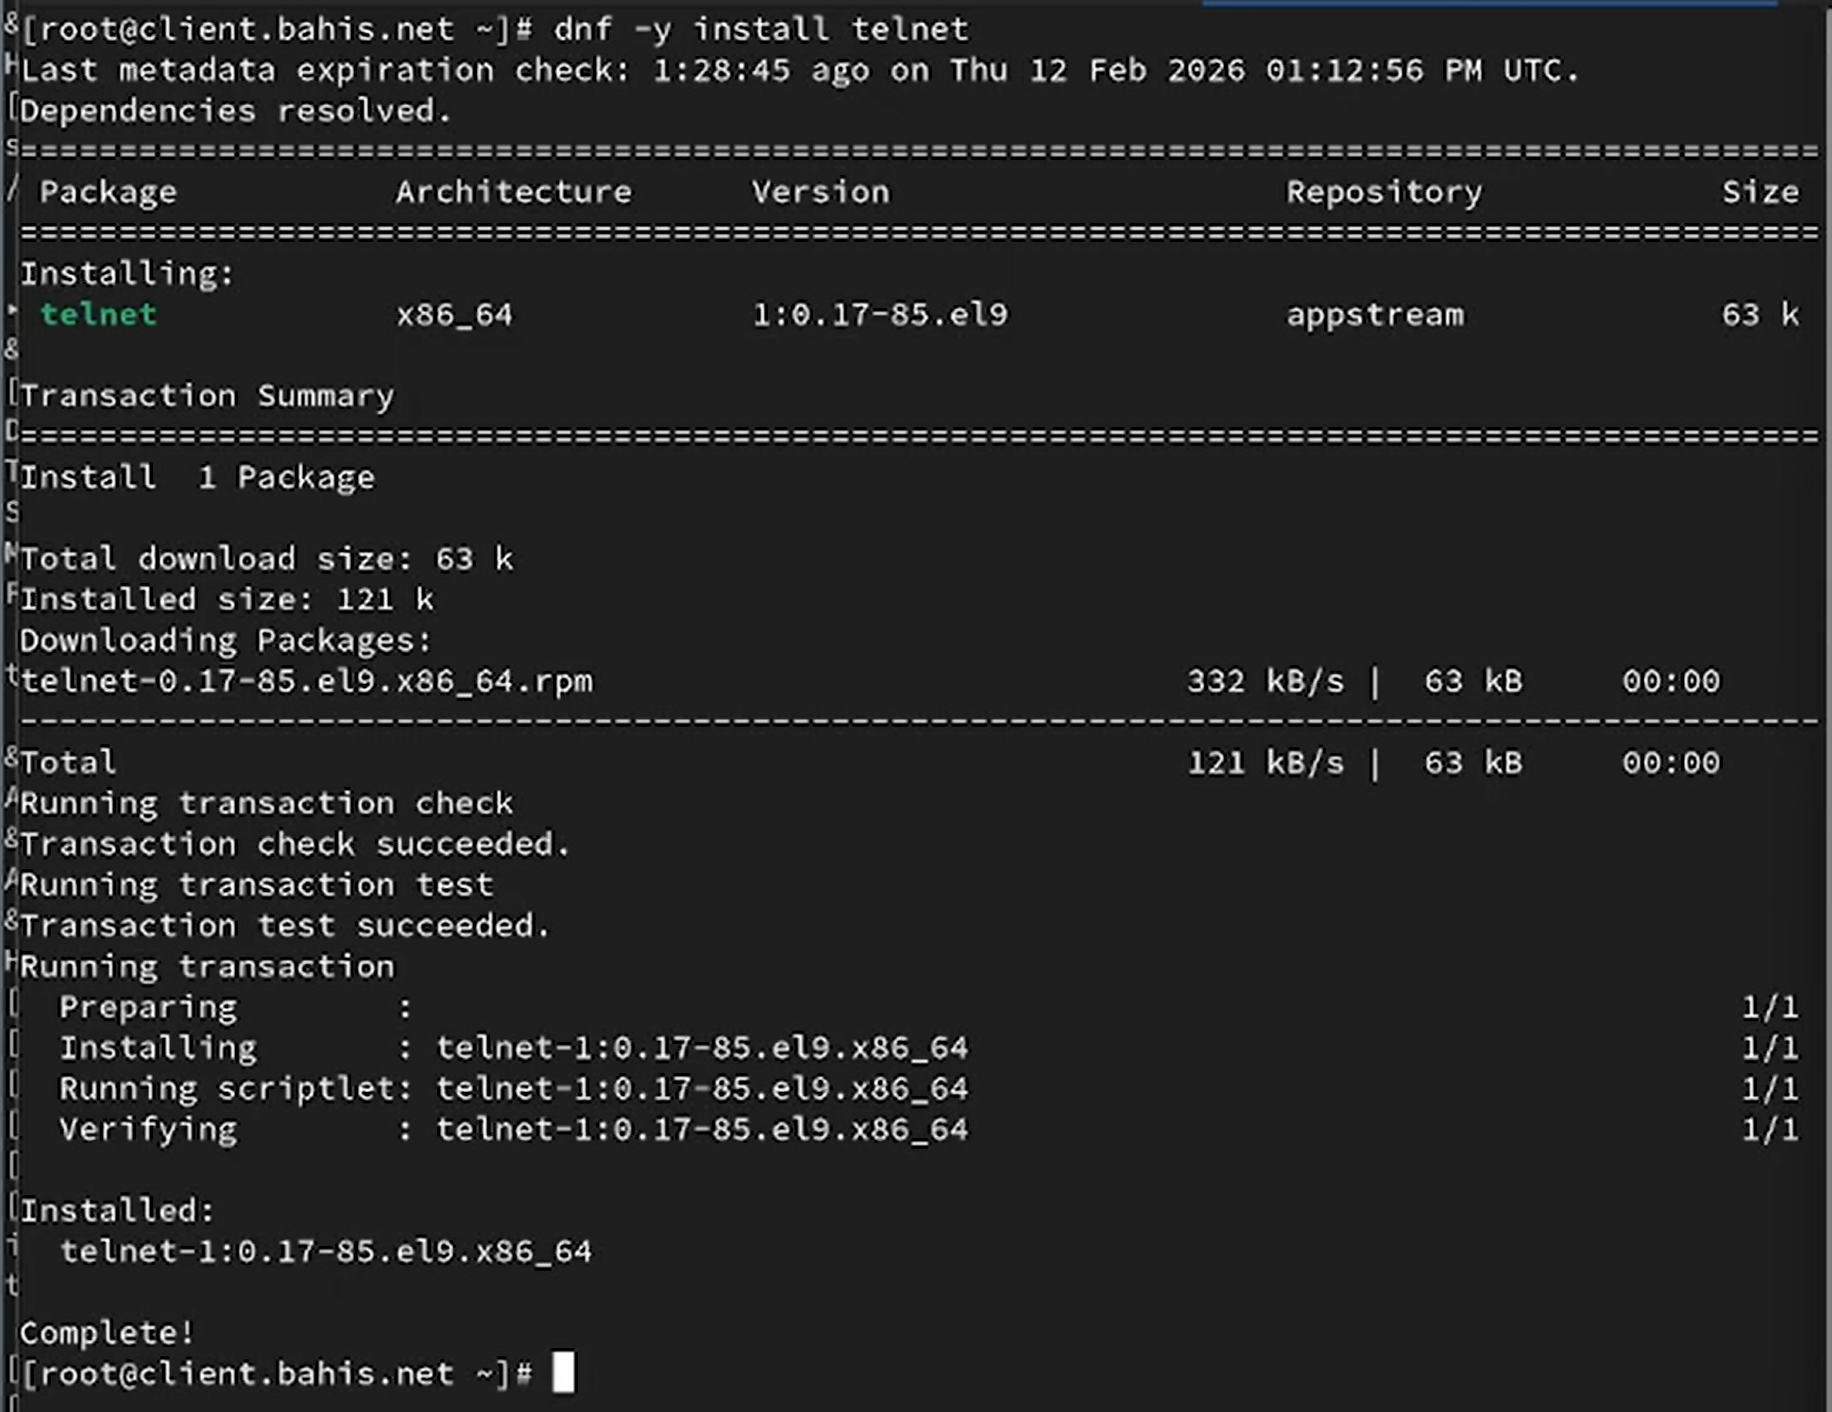 [root@client.bahis.net ~]# dnf -y install telnet
Last metadata expiration check: 1:28:45 ago on Thu 12 Feb 2026 01:12:56 PM UTC.
Dependencies resolved.
===========================================================================================
 Package           Architecture      Version                    Repository            Size
===========================================================================================
Installing:
 telnet            x86_64            1:0.17-85.el9              appstream             63 k

Transaction Summary
===========================================================================================
Install  1 Package

Total download size: 63 k
Installed size: 121 k
Downloading Packages:
telnet-0.17-85.el9.x86_64.rpm                              332 kB/s |  63 kB     00:00
-------------------------------------------------------------------------------------------
Total                                                      121 kB/s |  63 kB     00:00
Running transaction check
Transaction check succeeded.
Running transaction test
Transaction test succeeded.
Running transaction
  Preparing        :                                                                   1/1
  Installing       : telnet-1:0.17-85.el9.x86_64                                       1/1
  Running scriptlet: telnet-1:0.17-85.el9.x86_64                                       1/1
  Verifying        : telnet-1:0.17-85.el9.x86_64                                       1/1

Installed:
  telnet-1:0.17-85.el9.x86_64

Complete!
[root@client.bahis.net ~]#